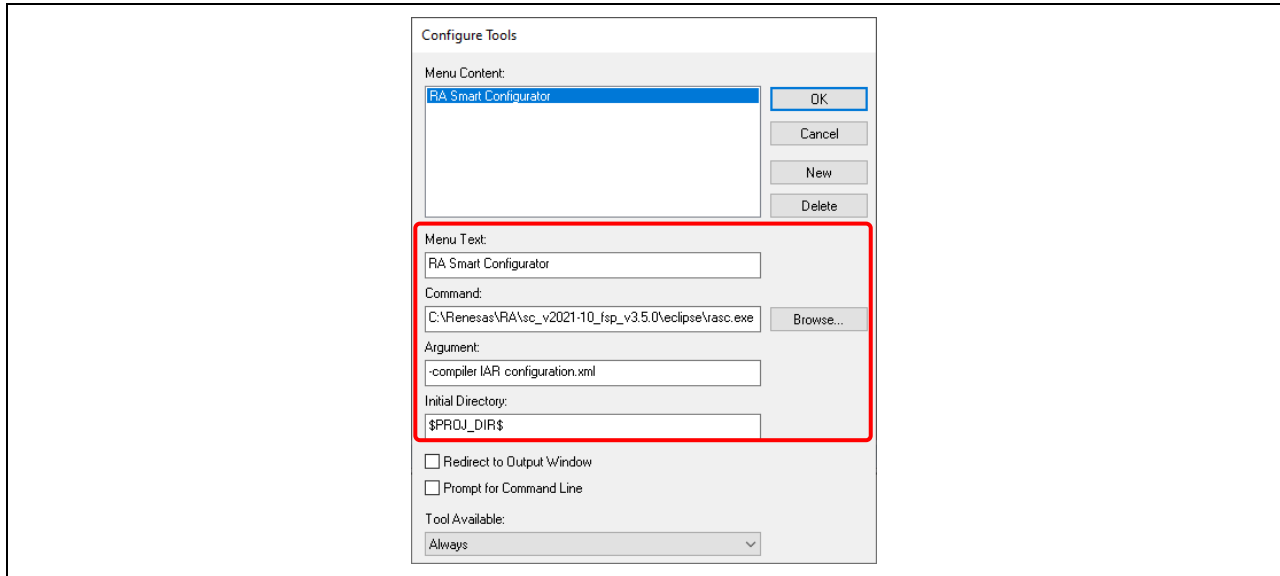 Configure Tools
Menu Content:
RA Smart Configurator
OK
Cancel
New
Delete
Menu Text:
RA Smart Configurator
Command:
C:\Renesas\RA\sc_v2021-10_fsp_v3.5.0\eclipse\rasc.exe
Browse...
Argument:
-compiler IAR configuration.xml
Initial Directory:
$PROJ_DIR$
Redirect to Output Window
Prompt for Command Line
Tool Available:
Always